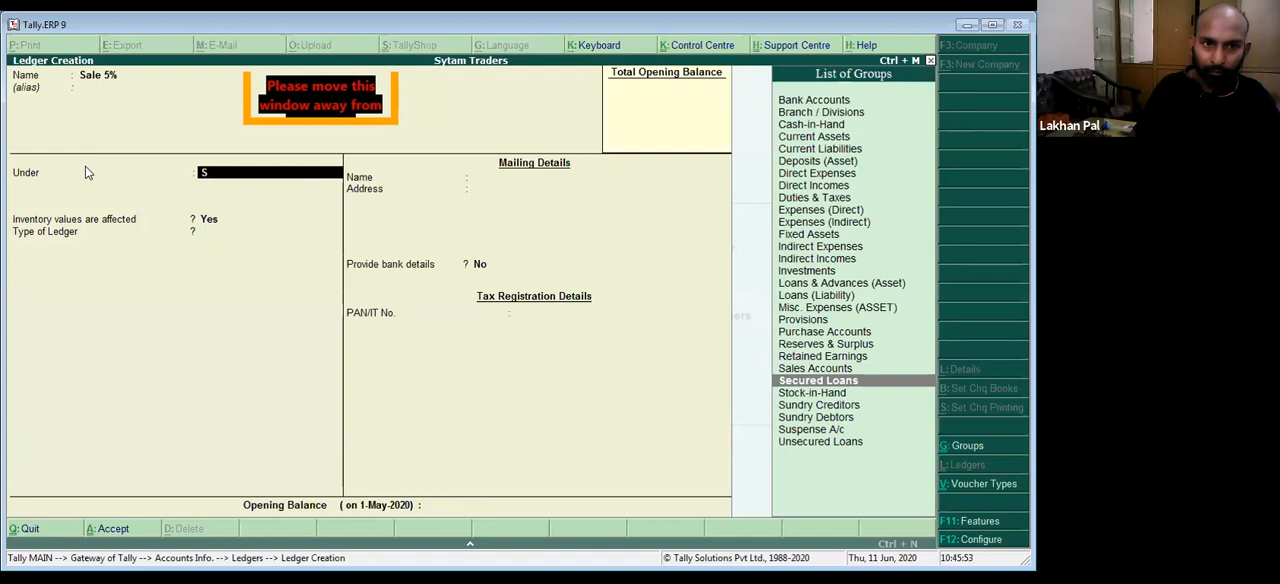 Tally.ERP 9
P: Print
E: Export
M: E-Mail
O: Upload
S: TallyShop
G: Language
K: Keyboard
K: Control Centre
H: Support Centre
H: Help
F3: Company
Ledger Creation
Sytam Traders
Ctrl + M
F3: New Company
Name : Sale 5%
(alias) :
Please move this
window away from
Total Opening Balance
List of Groups
Bank Accounts
Branch / Divisions
Cash-in-Hand
Current Assets
Current Liabilities
Deposits (Asset)
Direct Expenses
Direct Incomes
Duties & Taxes
Expenses (Direct)
Expenses (Indirect)
Fixed Assets
Indirect Expenses
Indirect Incomes
Investments
Loans & Advances (Asset)
Loans (Liability)
Misc. Expenses (ASSET)
Provisions
Purchase Accounts
Reserves & Surplus
Retained Earnings
Sales Accounts
Secured Loans
Stock-in-Hand
Sundry Creditors
Sundry Debtors
Suspense A/c
Unsecured Loans
Under : S
Inventory values are affected ? Yes
Type of Ledger ?
Mailing Details
Name :
Address :
Provide bank details ? No
Tax Registration Details
PAN/IT No. :
Opening Balance ( on 1-May-2020) :
L: Details
B: Set Chq Books
S: Set Chq Printing
G: Groups
L: Ledgers
V: Voucher Types
F11: Features
F12: Configure
Q: Quit
A: Accept
D: Delete
Ctrl + N
Tally MAIN --> Gateway of Tally --> Accounts Info. --> Ledgers --> Ledger Creation
© Tally Solutions Pvt Ltd., 1988-2020
Thu, 11 Jun, 2020
10:45:53
Lakhan Pal